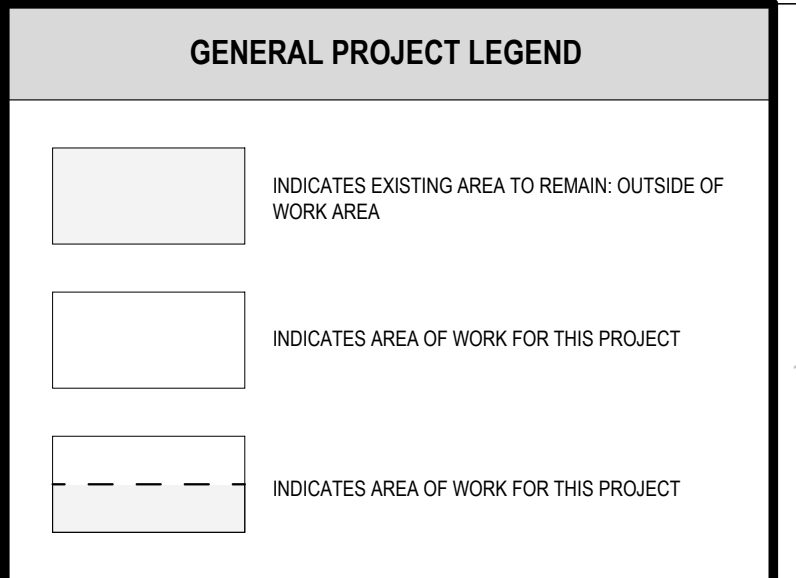 GENERAL PROJECT LEGEND
INDICATES EXISTING AREA TO REMAIN: OUTSIDE OF
WORK AREA
INDICATES AREA OF WORK FOR THIS PROJECT
INDICATES AREA OF WORK FOR THIS PROJECT